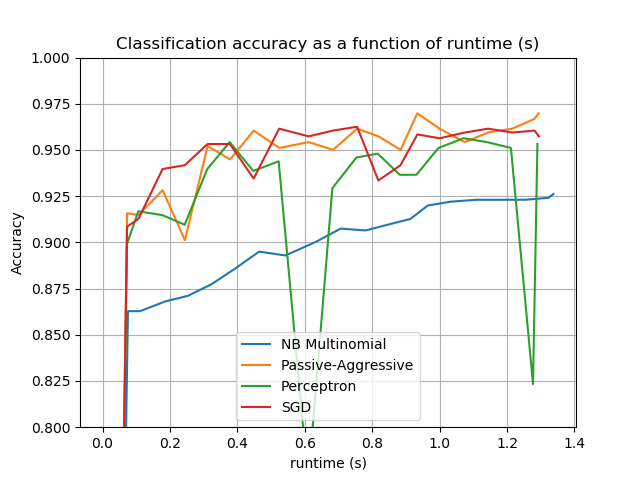 Classification accuracy as a function of runtime (s)
1.000
0.975
0.950
0.925
0.900
0.875
0.850
0.825
0.800
Accuracy
NB Multinomial
Passive-Aggressive
Perceptron
SGD
0.0 0.2 0.4 0.6 0.8 1.0 1.2 1.4
runtime (s)